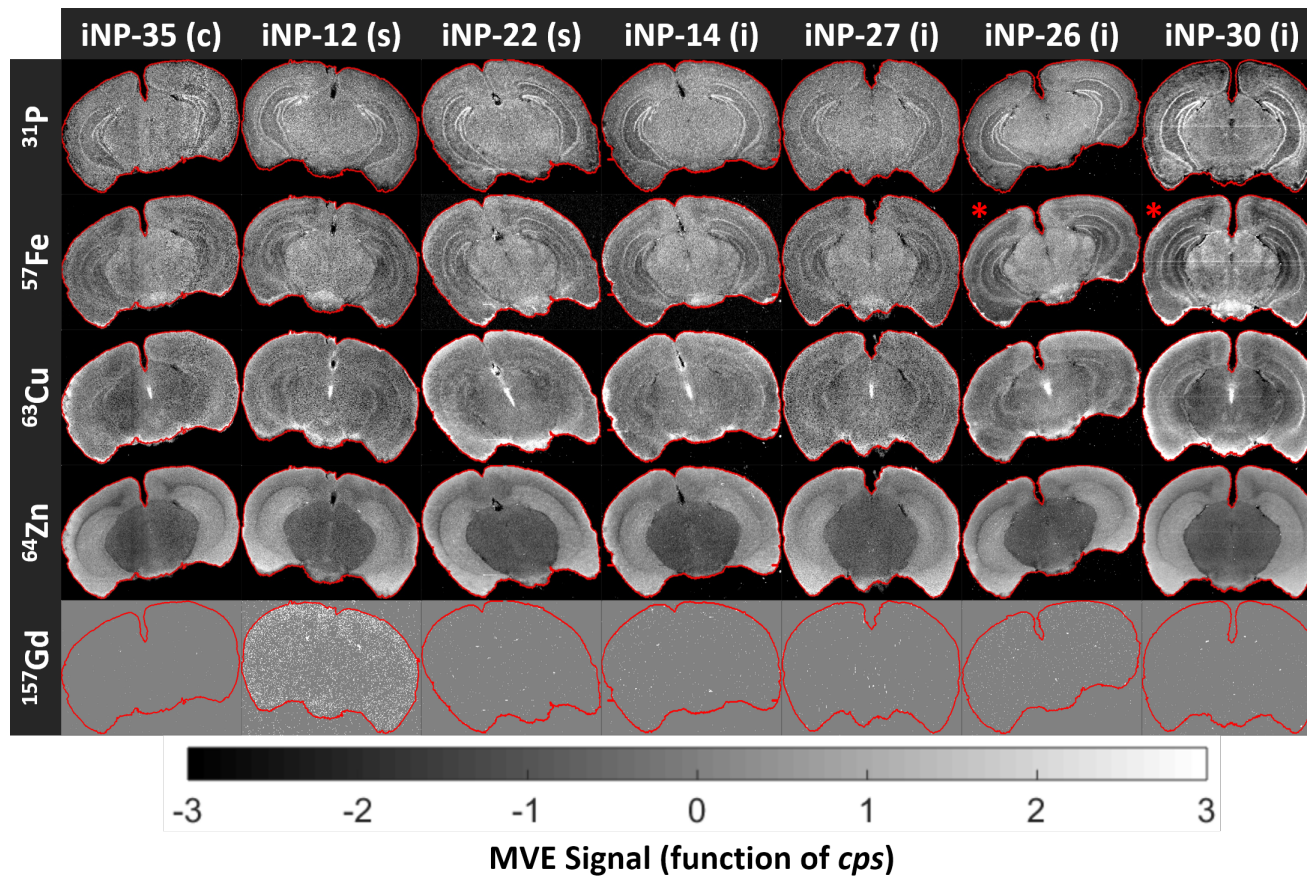 iNP-35 (c) iNP-12 (s) iNP-22 (s) iNP-14 (i) iNP-27 (i) iNP-26 (i) iNP-30 (i)
³¹P
⁵⁷Fe
* *
⁶³Cu
⁶⁴Zn
¹⁵⁷Gd
-3 -2 -1 0 1 2 3
MVE Signal (function of cps)